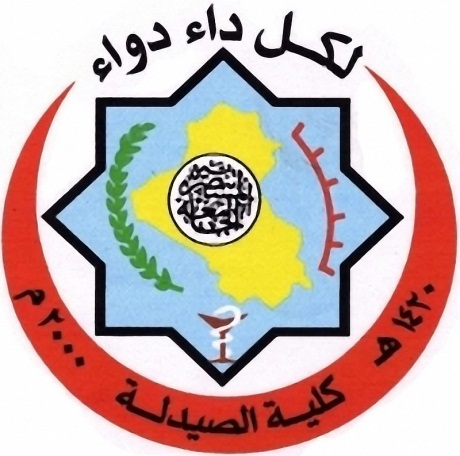 لكل داء دواء
١٤٢٠ هـ
كلية الصيدلة
٢٠٠٠ م